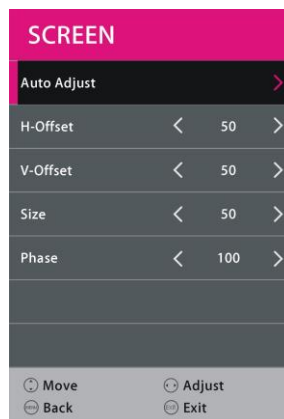 SCREEN
Auto Adjust
H-Offset 50
V-Offset 50
Size 50
Phase 100
Move Adjust
Back Exit